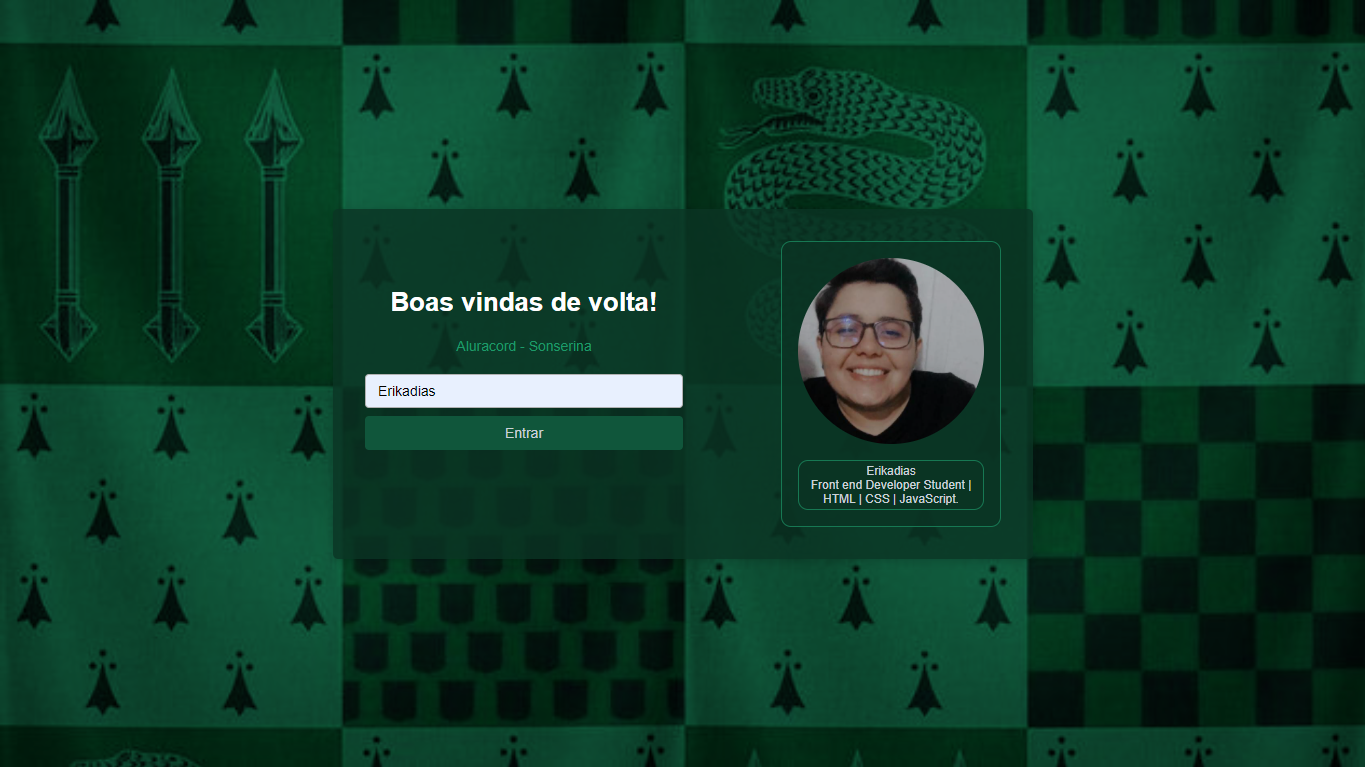 Boas vindas de volta!
Aluracord - Sonserina
Erikadias
Entrar
Erikadias
Front end Developer Student |
HTML | CSS | JavaScript.